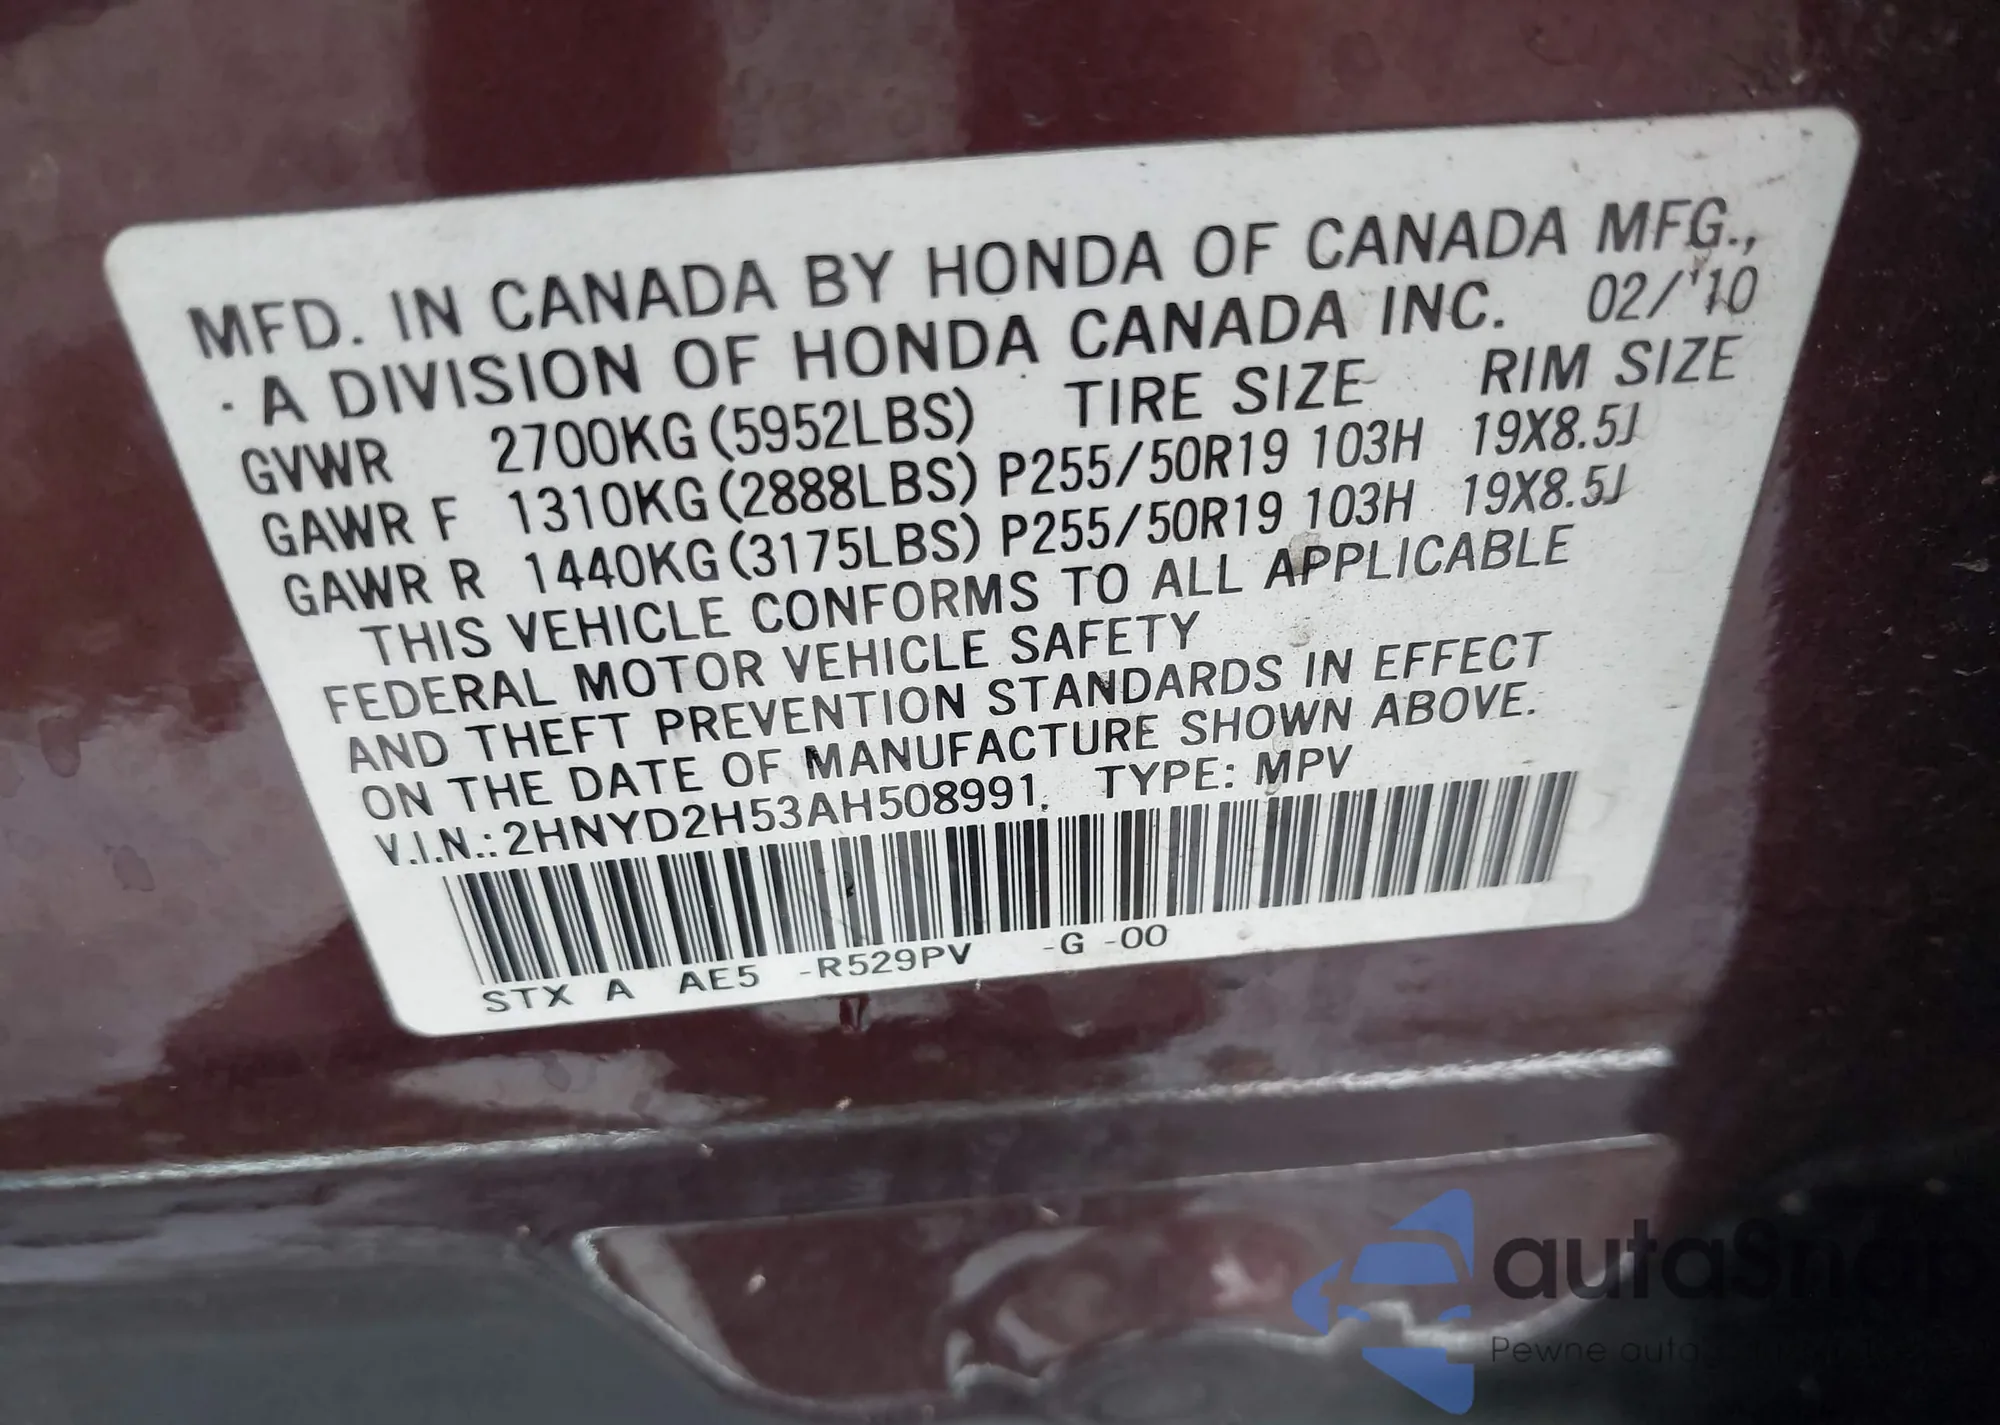 MFD. IN CANADA BY HONDA OF CANADA MFG.,
A DIVISION OF HONDA CANADA INC. 02/'10
GVWR 2700KG (5952LBS) TIRE SIZE RIM SIZE
GAWR F 1310KG (2888LBS) P255/50R19 103H 19X8.5J
GAWR R 1440KG (3175LBS) P255/50R19 103H 19X8.5J
THIS VEHICLE CONFORMS TO ALL APPLICABLE
FEDERAL MOTOR VEHICLE SAFETY
AND THEFT PREVENTION STANDARDS IN EFFECT
ON THE DATE OF MANUFACTURE SHOWN ABOVE.
V.I.N.: 2HNYD2H53AH508991. TYPE: MPV
STX A AE5 -R529PV -G -00
autaSnap
Pewne auta